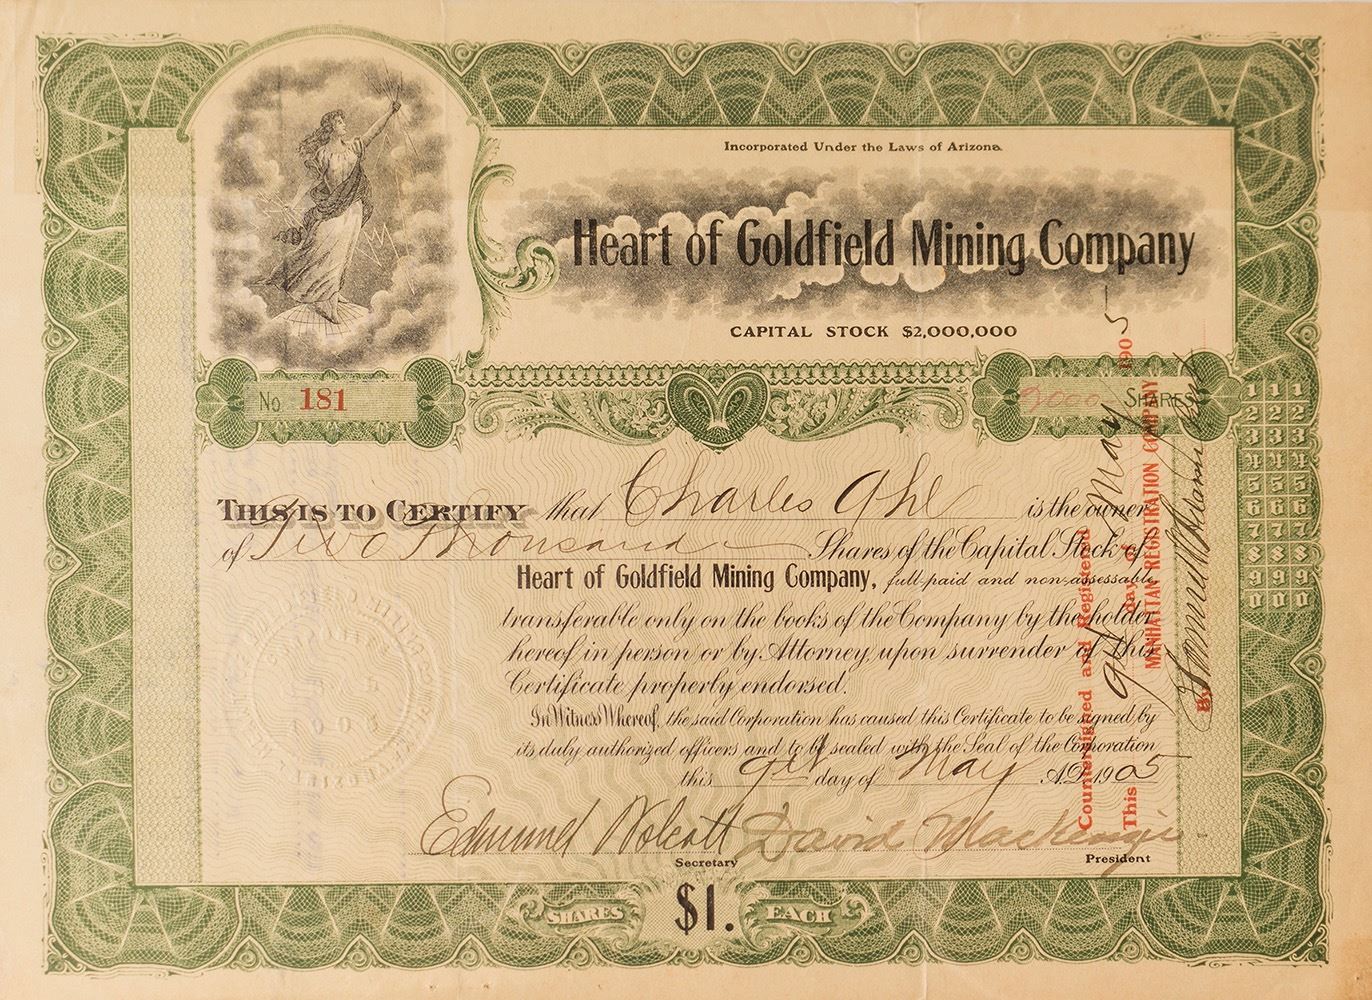 Incorporated Under the Laws of Arizona.
Heart of Goldfield Mining Company
CAPITAL STOCK $2,000,000
No. 181
2000 SHARES
THIS IS TO CERTIFY that Charles Ahl is the owner
of Two Thousand Shares of the Capital Stock of
Heart of Goldfield Mining Company, full-paid and non-assessable,
transferable only on the books of the Company by the holder
hereof in person or by Attorney, upon surrender of this
Certificate properly endorsed.
In Witness Whereof, the said Corporation has caused this Certificate to be signed by
its duly authorized officers and to be sealed with the Seal of the Corporation
this 9th day of May A.D. 1905
Edmund Wolcott David Mackenzie
Secretary
President
SHARES $1. EACH
Countersigned and Registered
This 9th day of May 1905
MANHATTAN REGISTRATION COMPANY
By
1 1 1
2 2 2
3 3 3
4 4 4
5 5 5
6 6 6
7 7 7
8 8 8
9 9 9
0 0 0